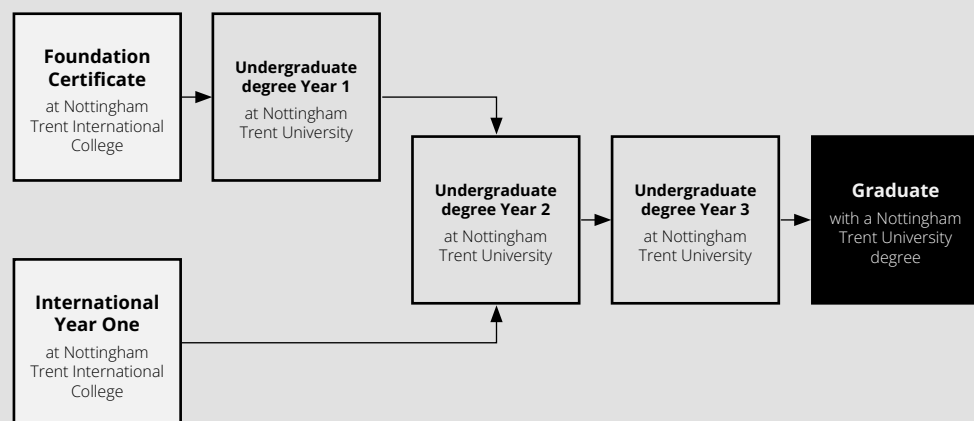 Foundation
Certificate
at Nottingham
Trent International
College
Undergraduate
degree Year 1
at Nottingham
Trent University
Undergraduate
degree Year 2
at Nottingham
Trent University
Undergraduate
degree Year 3
at Nottingham
Trent University
Graduate
with a Nottingham
Trent University
degree
International
Year One
at Nottingham
Trent International
College